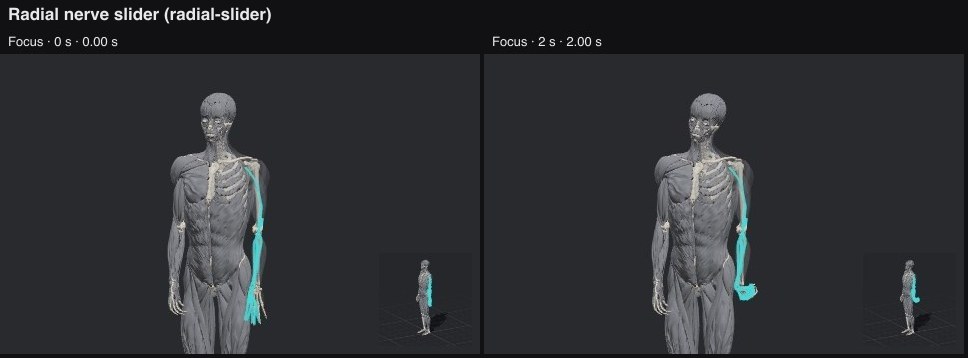 Radial nerve slider (radial-slider)
Focus · 0 s · 0.00 s
Focus · 2 s · 2.00 s